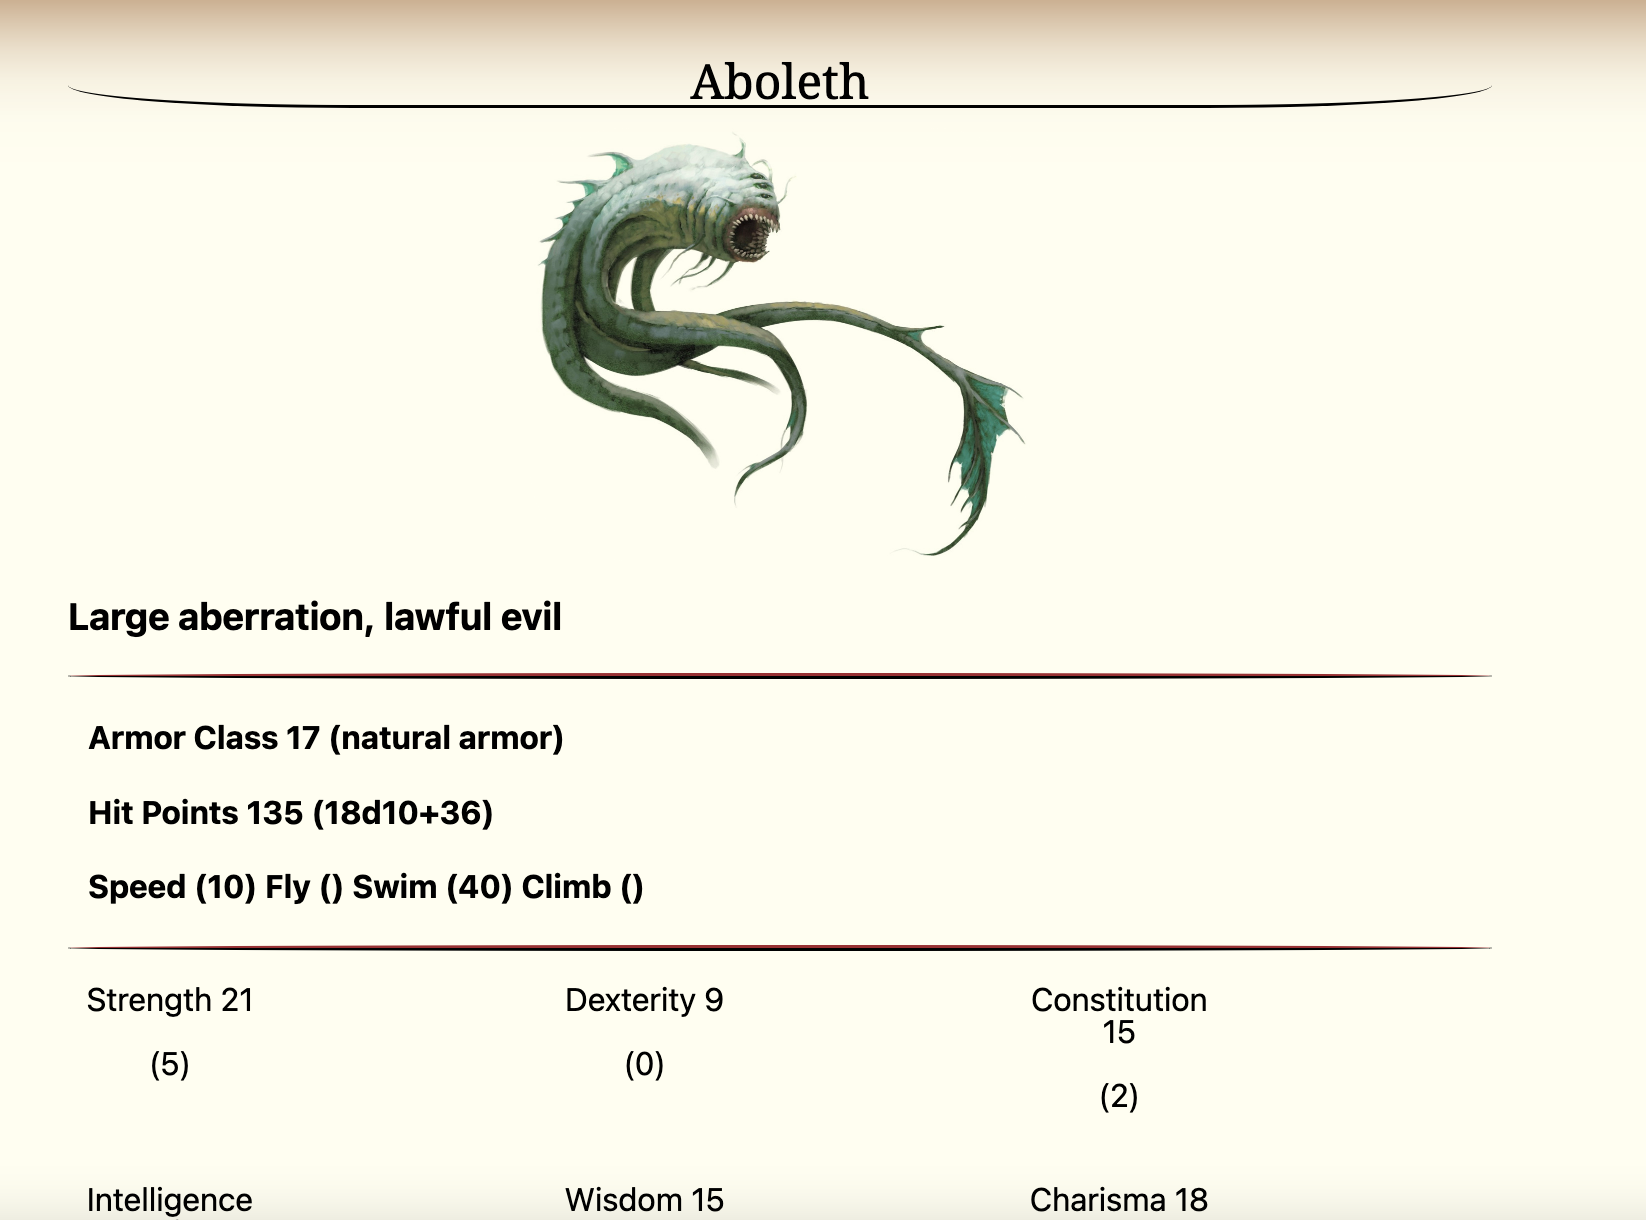 Aboleth
Large aberration, lawful evil
Armor Class 17 (natural armor)
Hit Points 135 (18d10+36)
Speed (10) Fly () Swim (40) Climb ()
Strength 21
(5)
Dexterity 9
(0)
Constitution
15
(2)
Intelligence
Wisdom 15
Charisma 18